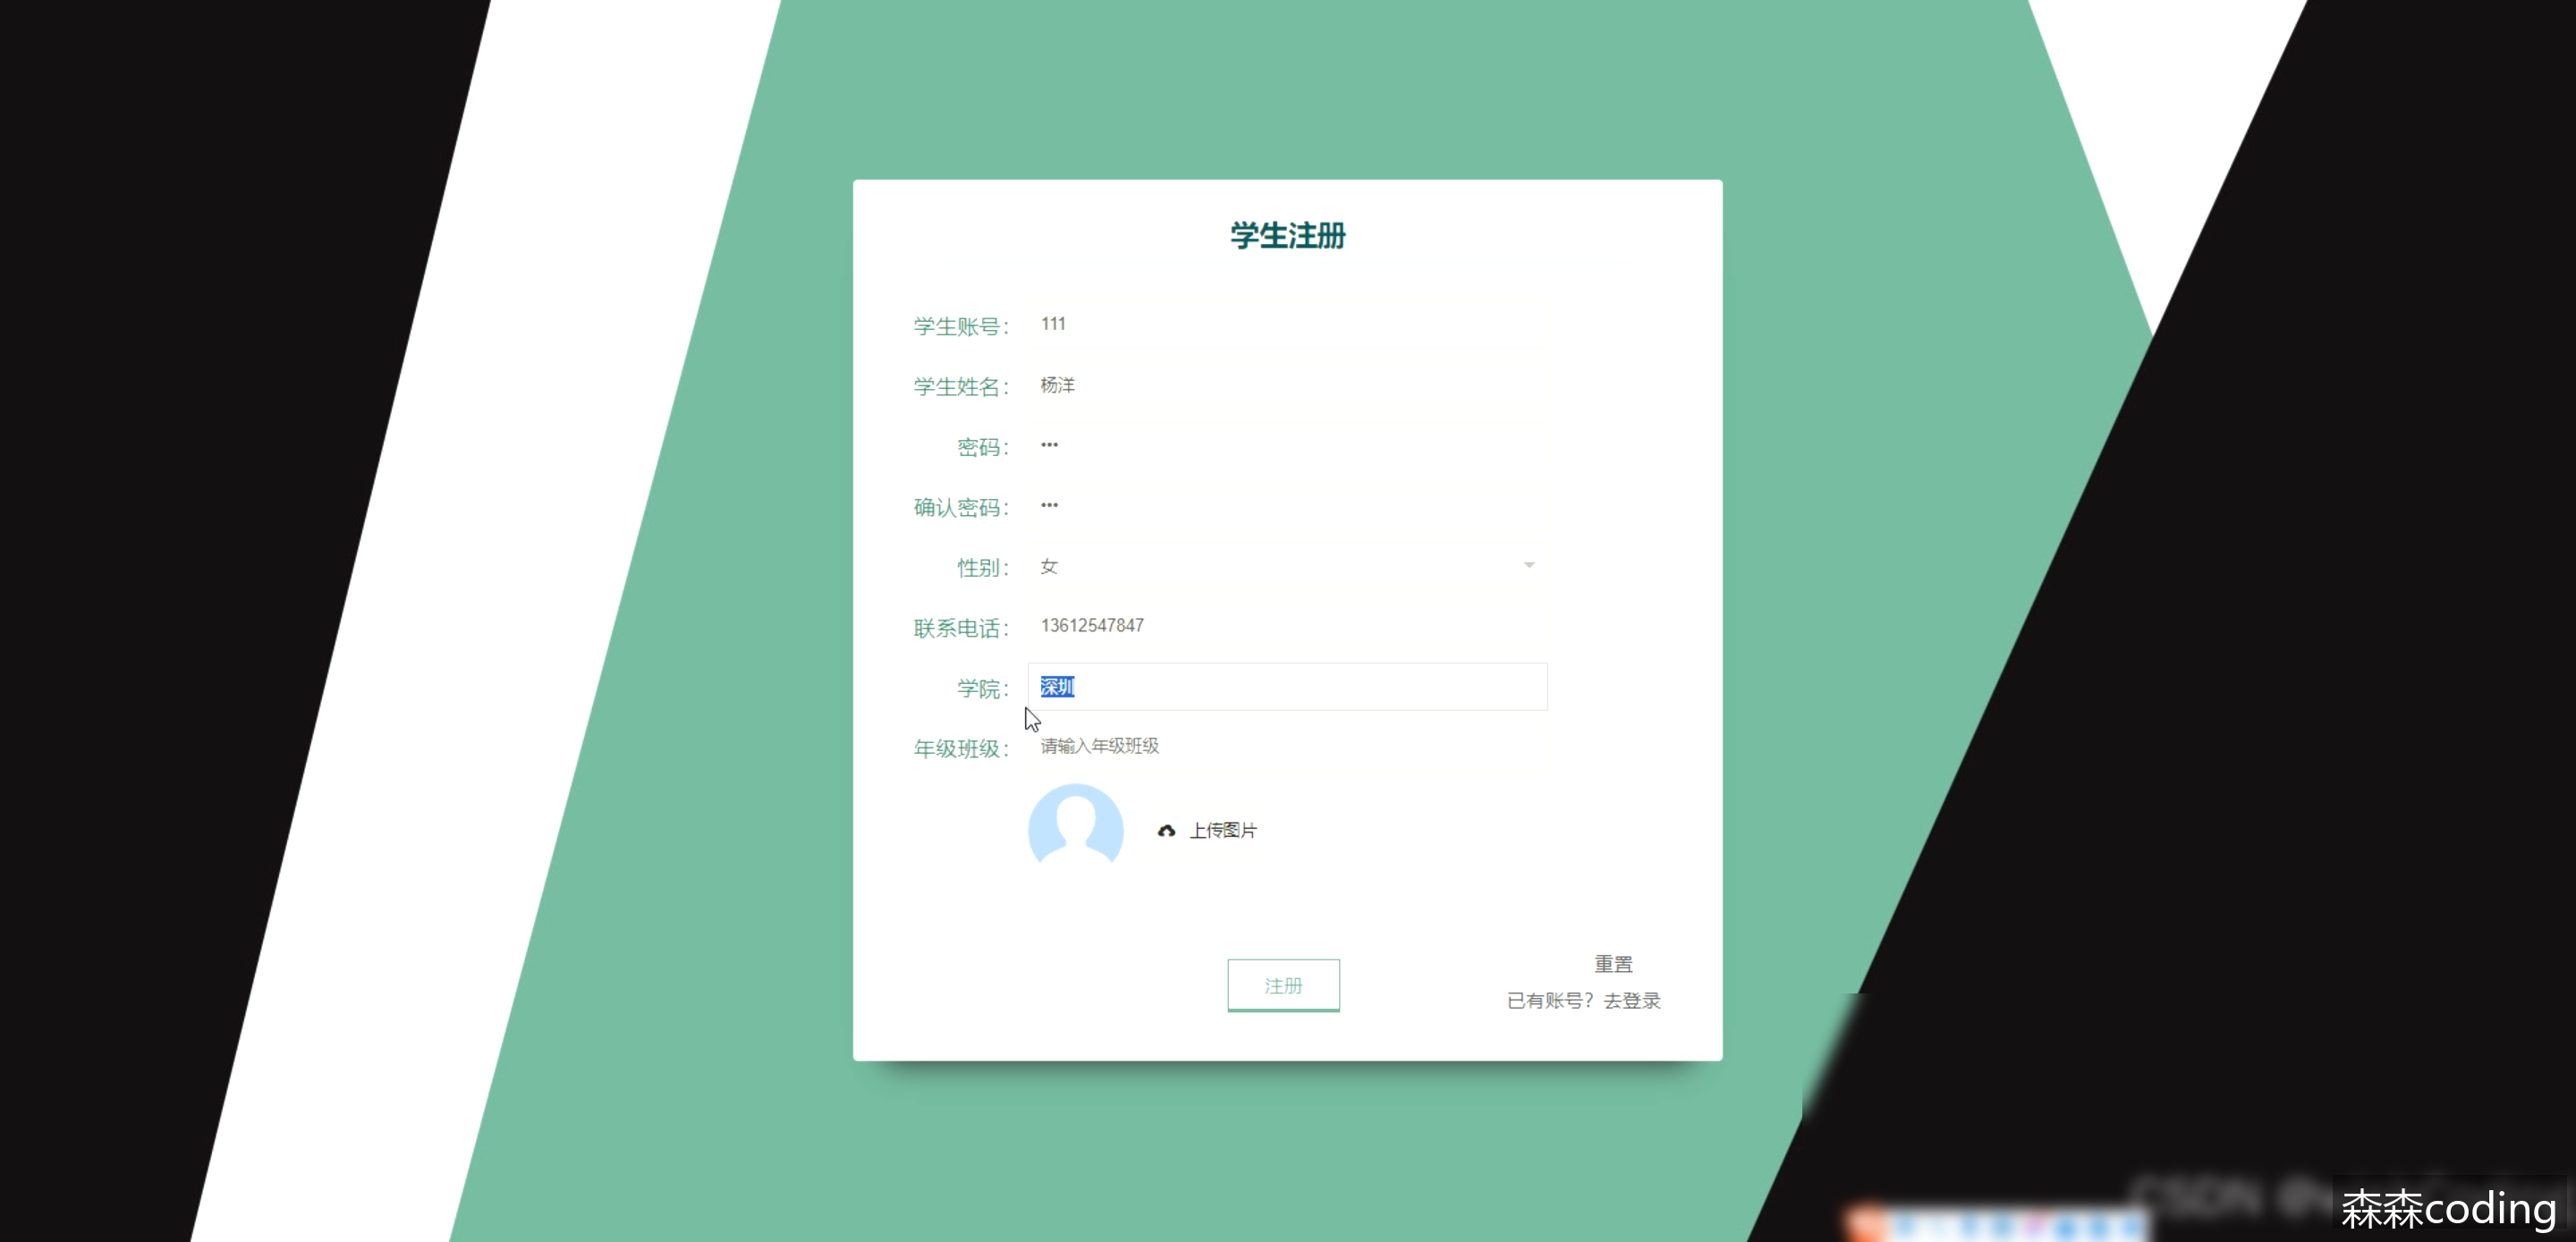 学生注册
学生账号： 111
学生姓名： 杨洋
密码： •••
确认密码： •••
性别： 女
联系电话： 13612547847
学院： 深圳
年级班级： 请输入年级班级
上传图片
重置
注册
已有账号？去登录
CSDN
森森coding